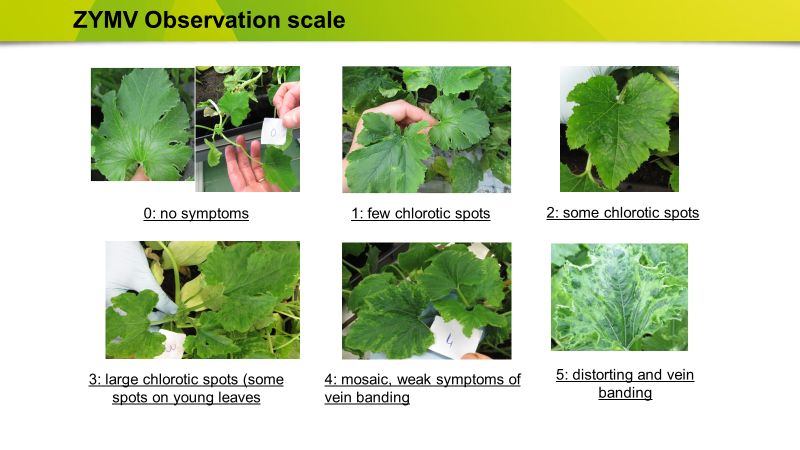 ZYMV Observation scale
0
0: no symptoms
1: few chlorotic spots
2: some chlorotic spots
3
4
3: large chlorotic spots (some
spots on young leaves
4: mosaic, weak symptoms of
vein banding
5: distorting and vein
banding